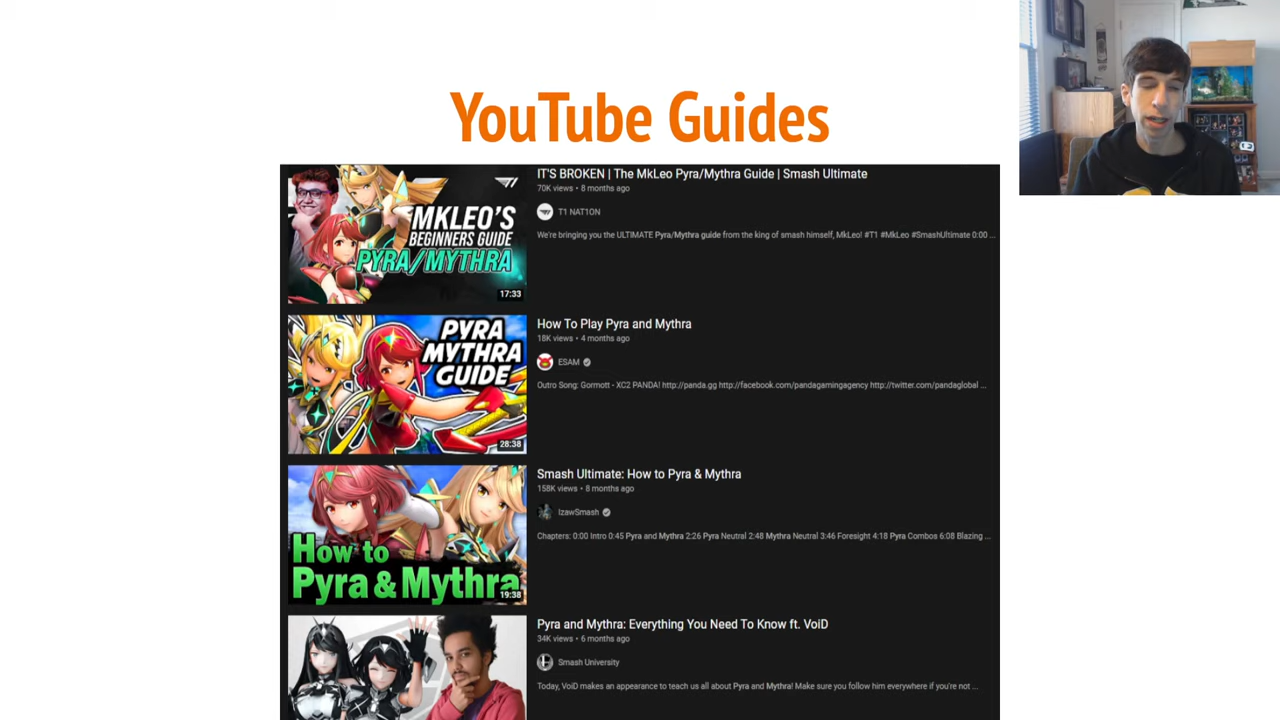 YouTube Guides
MKLEO'S
BEGINNERS GUIDE
PYRA/MYTHRA
17:33
IT'S BROKEN | The MkLeo Pyra/Mythra Guide | Smash Ultimate
70K views • 8 months ago
T1 NAT1ON
We're bringing you the ULTIMATE Pyra/Mythra guide from the king of smash himself, MkLeo! #T1 #MkLeo #SmashUltimate 0:00 ...
PYRA
MYTHRA
GUIDE
28:38
How To Play Pyra and Mythra
18K views • 4 months ago
ESAM
Outro Song: Gormott - XC2 PANDA! http://panda.gg http://facebook.com/pandagamingagency http://twitter.com/pandaglobal ...
How to
Pyra & Mythra
19:38
Smash Ultimate: How to Pyra & Mythra
158K views • 8 months ago
IzawSmash
Chapters: 0:00 Intro 0:45 Pyra and Mythra 2:26 Pyra Neutral 2:48 Mythra Neutral 3:46 Foresight 4:18 Pyra Combos 6:08 Blazing ...
Pyra and Mythra: Everything You Need To Know ft. VoiD
34K views • 6 months ago
Smash University
Today, VoiD makes an appearance to teach us all about Pyra and Mythra! Make sure you follow him everywhere if you're not ...